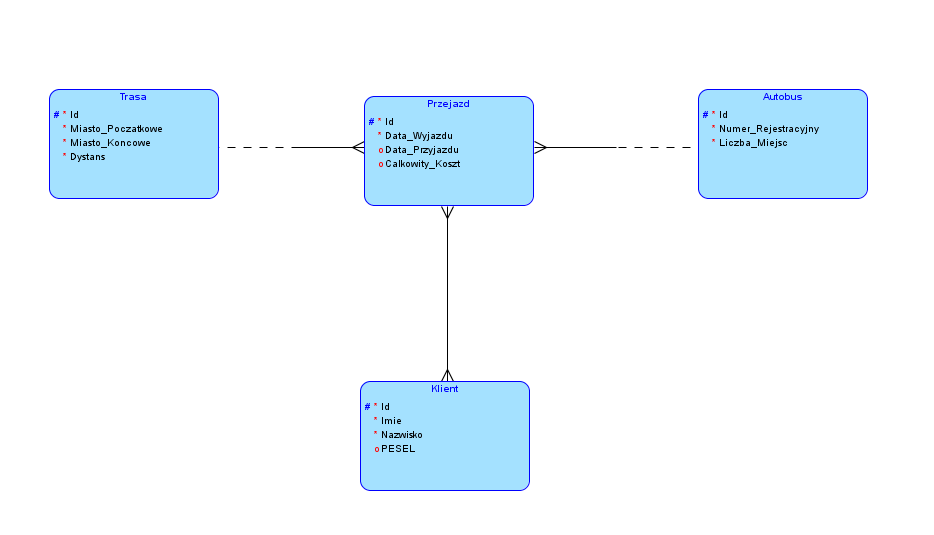 Trasa
# * Id
* Miasto_Poczatkowe
* Miasto_Koncowe
* Dystans
Przejazd
# * Id
* Data_Wyjazdu
o Data_Przyjazdu
o Calkowity_Koszt
Autobus
# * Id
* Numer_Rejestracyjny
* Liczba_Miejsc
Klient
# * Id
* Imie
* Nazwisko
o PESEL